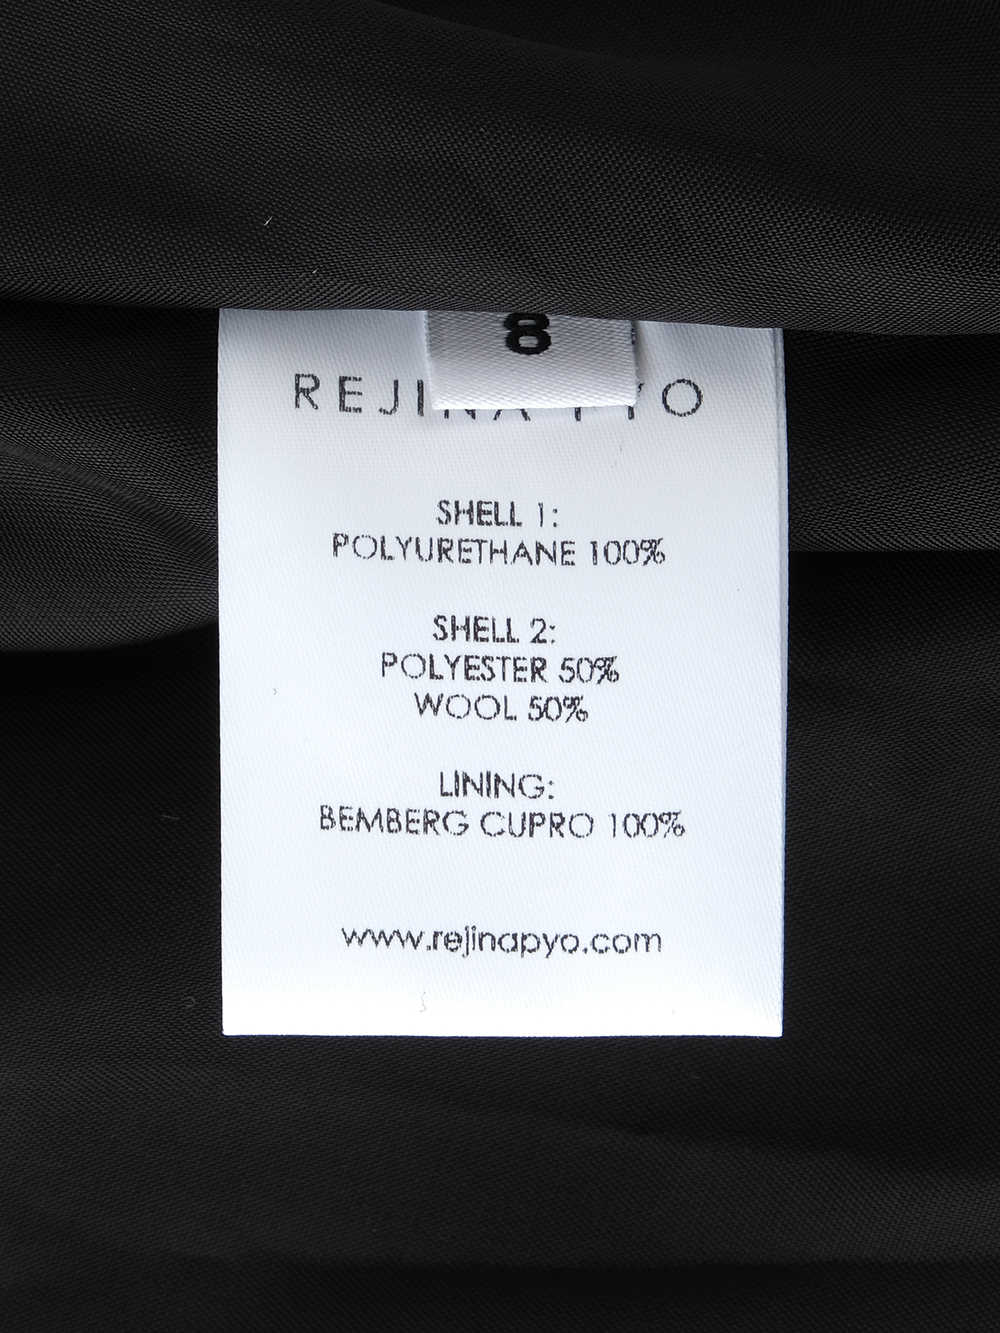 8
REJINA PYO
SHELL 1:
POLYURETHANE 100%
SHELL 2:
POLYESTER 50%
WOOL 50%
LINING:
BEMBERG CUPRO 100%
www.rejinapyo.com